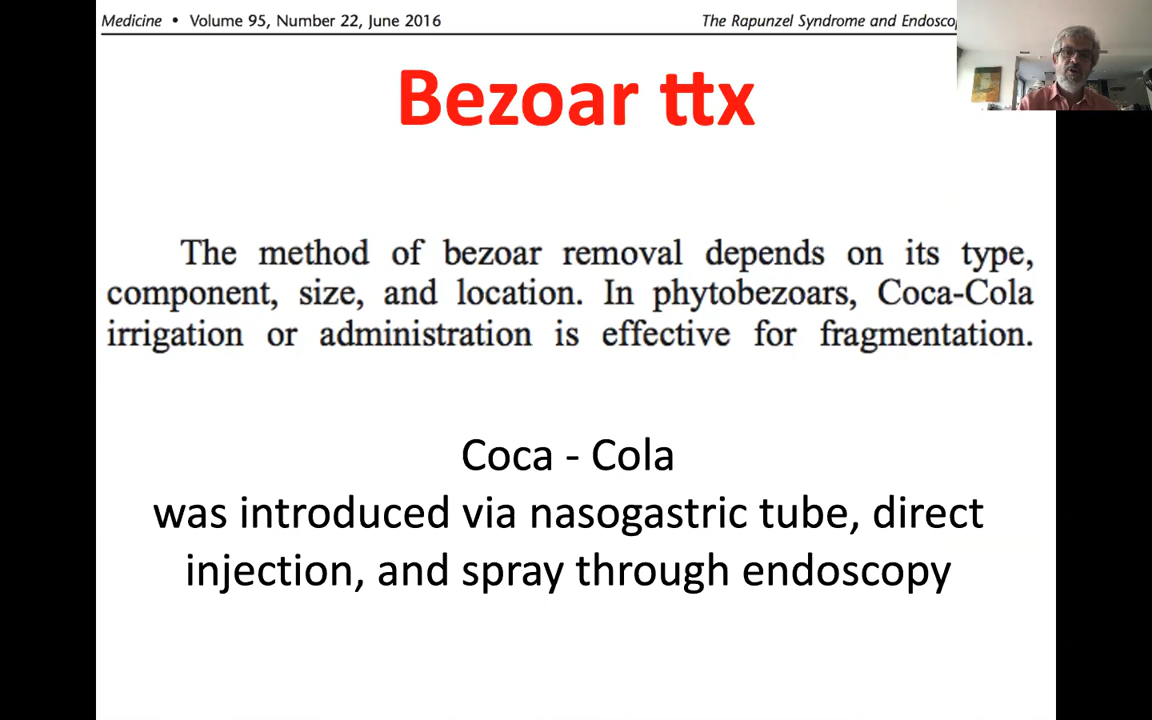 Medicine • Volume 95, Number 22, June 2016
The Rapunzel Syndrome and
Bezoar ttx
The method of bezoar removal depends on its type,
component, size, and location. In phytobezoars, Coca-Cola
irrigation or administration is effective for fragmentation.
Coca - Cola
was introduced via nasogastric tube, direct
injection, and spray through endoscopy